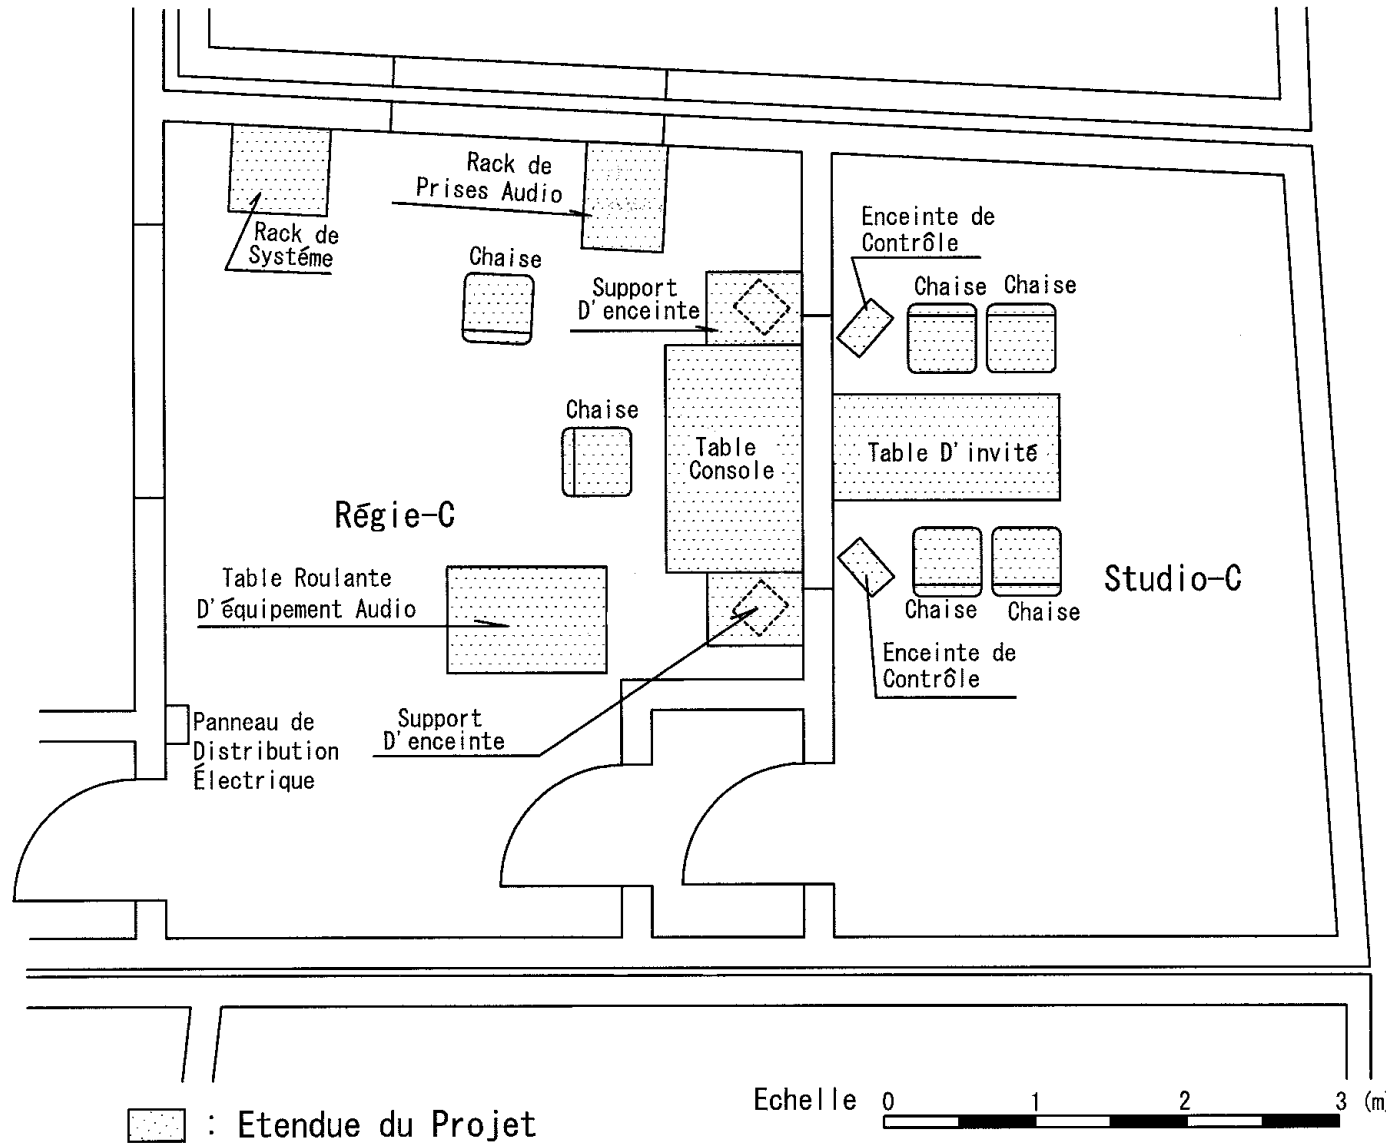 Rack de
Prises Audio
Rack de
Systéme
Chaise
Support
D'enceinte
Enceinte de
Contrôle
Chaise
Chaise
Chaise
Table
Console
Table D'invité
Régie-C
Table Roulante
D'équipement Audio
Studio-C
Chaise
Chaise
Enceinte de
Contrôle
Panneau de
Distribution
Électrique
Support
D'enceinte
: Etendue du Projet
Echelle 0 1 2 3 (m)